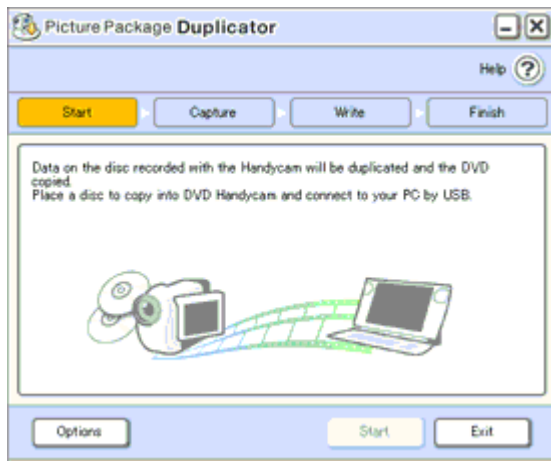 Picture Package Duplicator
Help ?
Start Capture Write Finish
Data on the disc recorded with the Handycam will be duplicated and the DVD
copied.
Place a disc to copy into DVD Handycam and connect to your PC by USB.
Options Start Exit